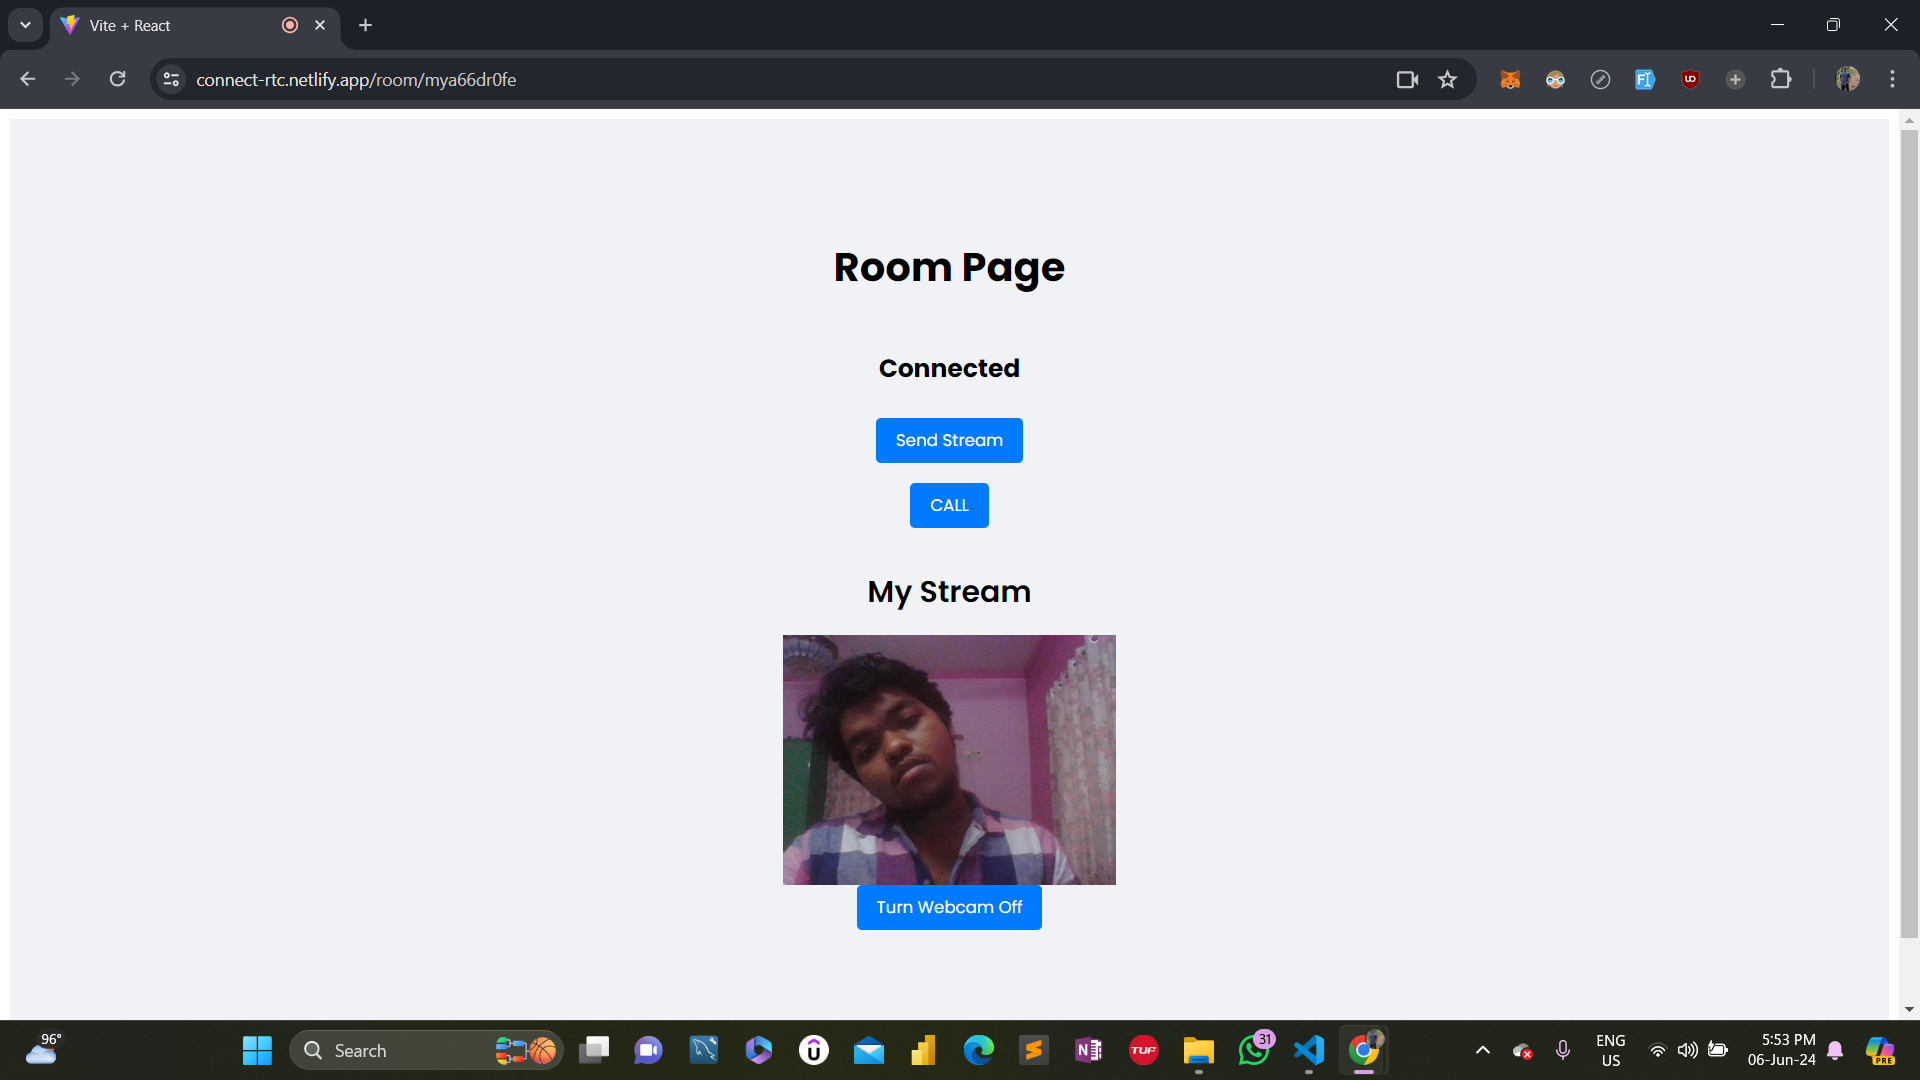 Vite + React
connect-rtc.netlify.app/room/mya66dr0fe
Room Page
Connected
Send Stream
CALL
My Stream
Turn Webcam Off
96°
Search
TUF
31
ENG
US
5:53 PM
06-Jun-24
PRE